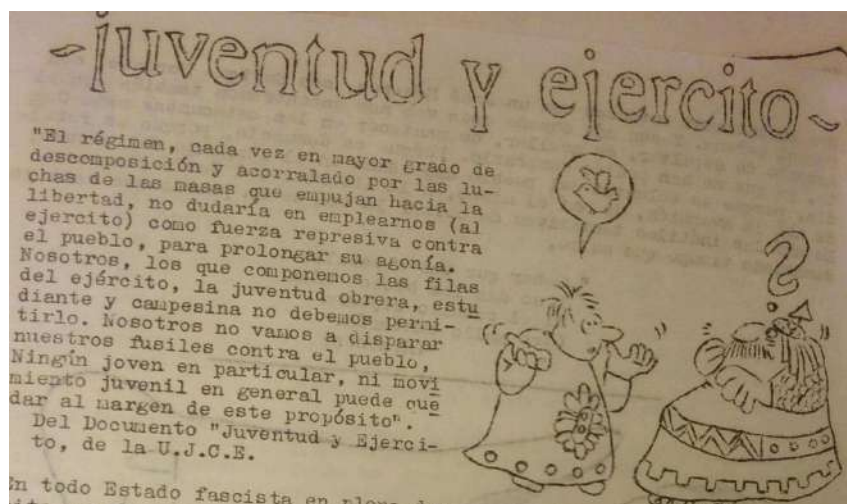 -juventud y ejercito-
"El régimen, cada vez en mayor grado de
descomposición y acorralado por las lu-
chas de las masas que empujan hacia la
libertad, no dudaría en emplearnos (al
ejercito) como fuerza represiva contra
el pueblo, para prolongar su agonía.
Nosotros, los que componemos las filas
del ejército, la juventud obrera, estu
diante y campesina no debemos permi-
tirlo. Nosotros no vamos a disparar
nuestros fusiles contra el pueblo,
Ningún joven en particular, ni movi
miento juvenil en general puede que
dar al margen de este propósito".
Del Documento "Juventud y Ejerci-
to, de la U.J.C.E.
?
En todo Estado fascista en